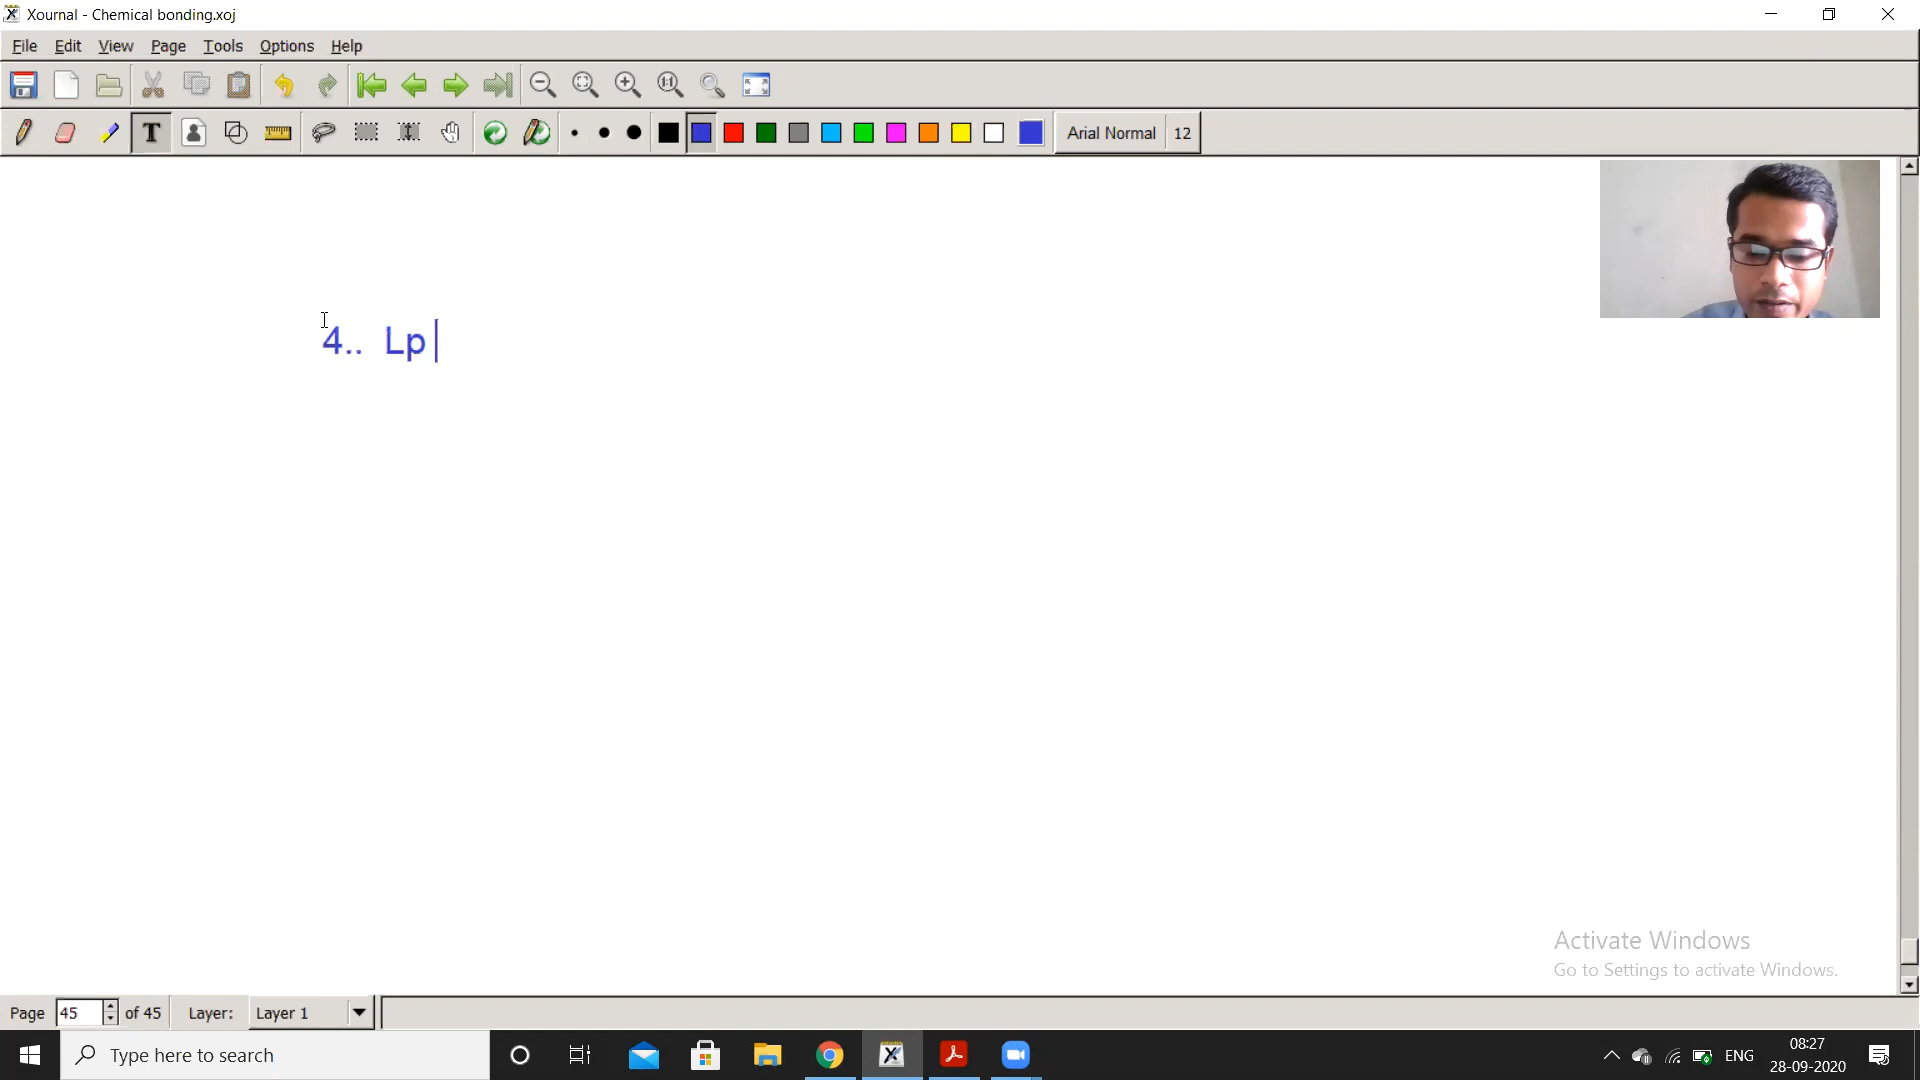 Xournal - Chemical bonding.xoj
File Edit View Page Tools Options Help
T 1:1 Arial Normal 12
4.. Lp
Activate Windows
Go to Settings to activate Windows.
Page 45 of 45 Layer: Layer 1
Type here to search
ENG
08:27
28-09-2020